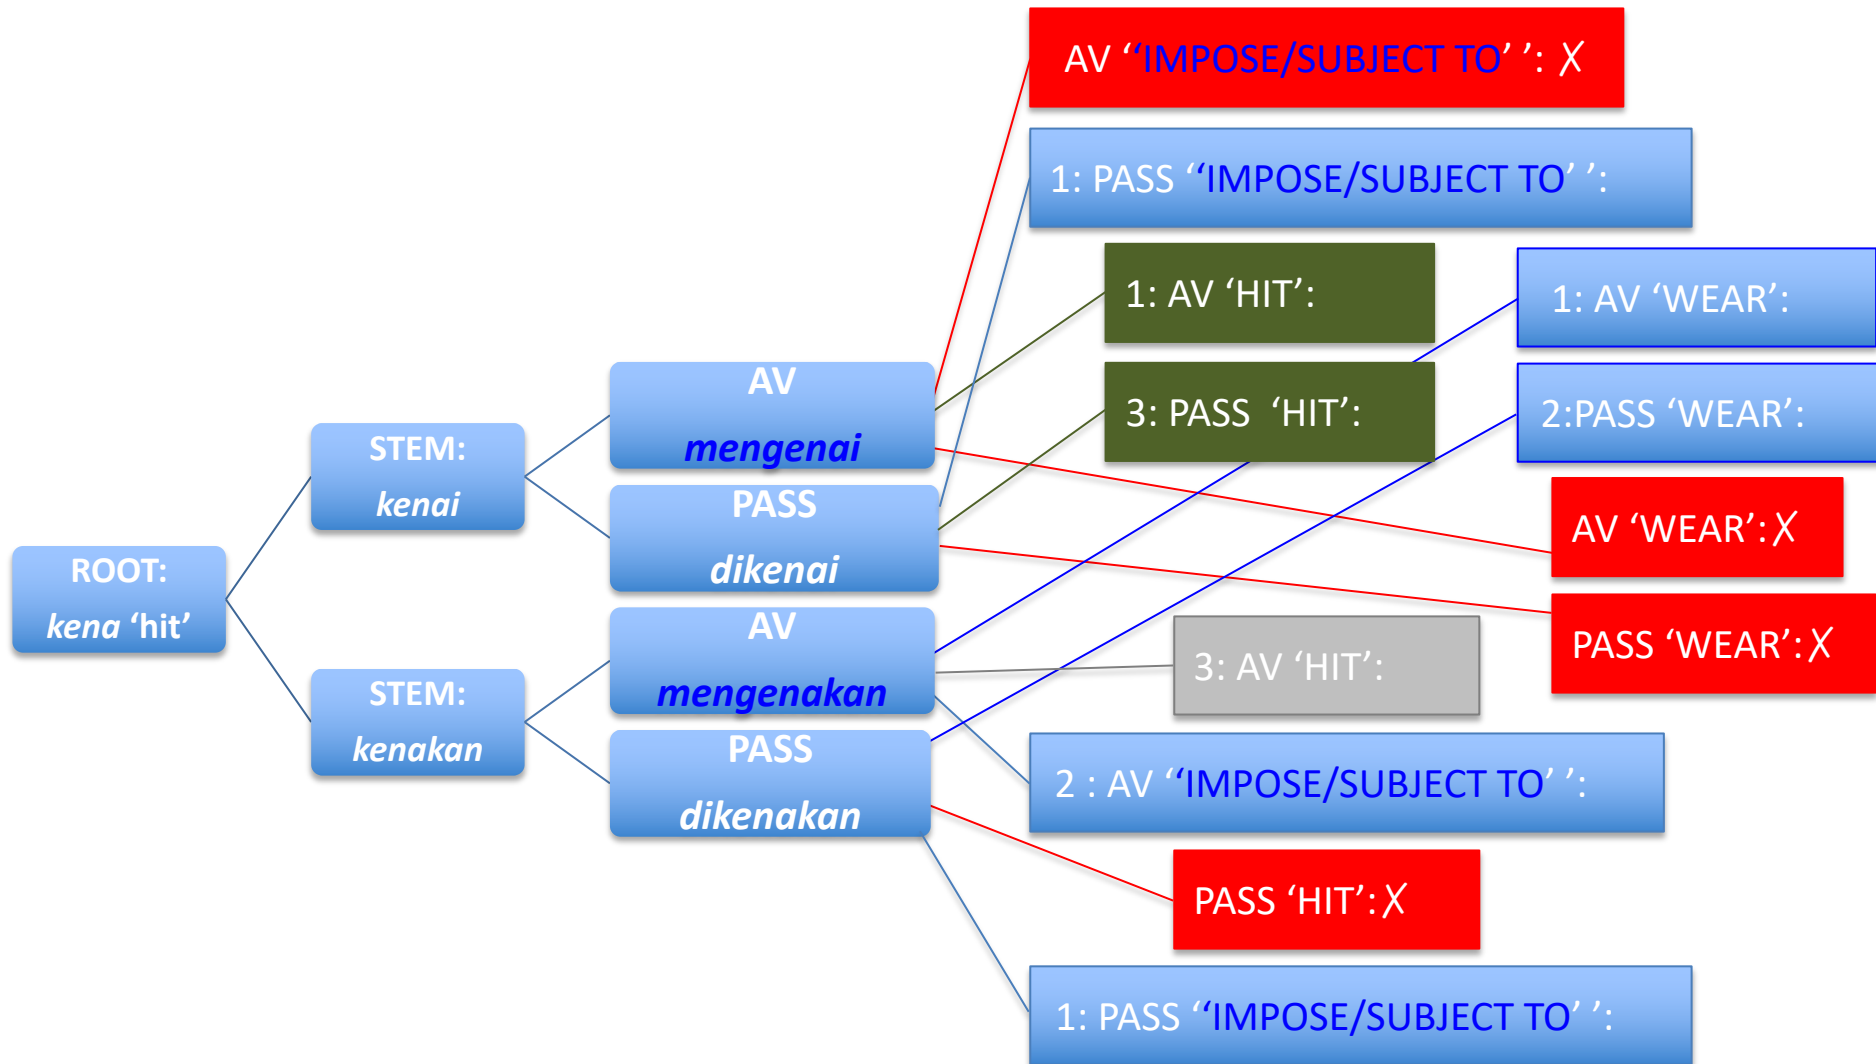 AV ‘‘IMPOSE/SUBJECT TO’ ’: X
1: PASS ‘‘IMPOSE/SUBJECT TO’ ’:
1: AV ‘HIT’:
1: AV ‘WEAR’:
3: PASS ‘HIT’:
2:PASS ‘WEAR’:
AV
mengenai
STEM:
kenai
PASS
dikenai
AV ‘WEAR’: X
ROOT:
kena ‘hit’
AV
mengenakan
3: AV ‘HIT’:
PASS ‘WEAR’: X
STEM:
kenakan
PASS
dikenakan
2 : AV ‘‘IMPOSE/SUBJECT TO’ ’:
PASS ‘HIT’: X
1: PASS ‘‘IMPOSE/SUBJECT TO’ ’: